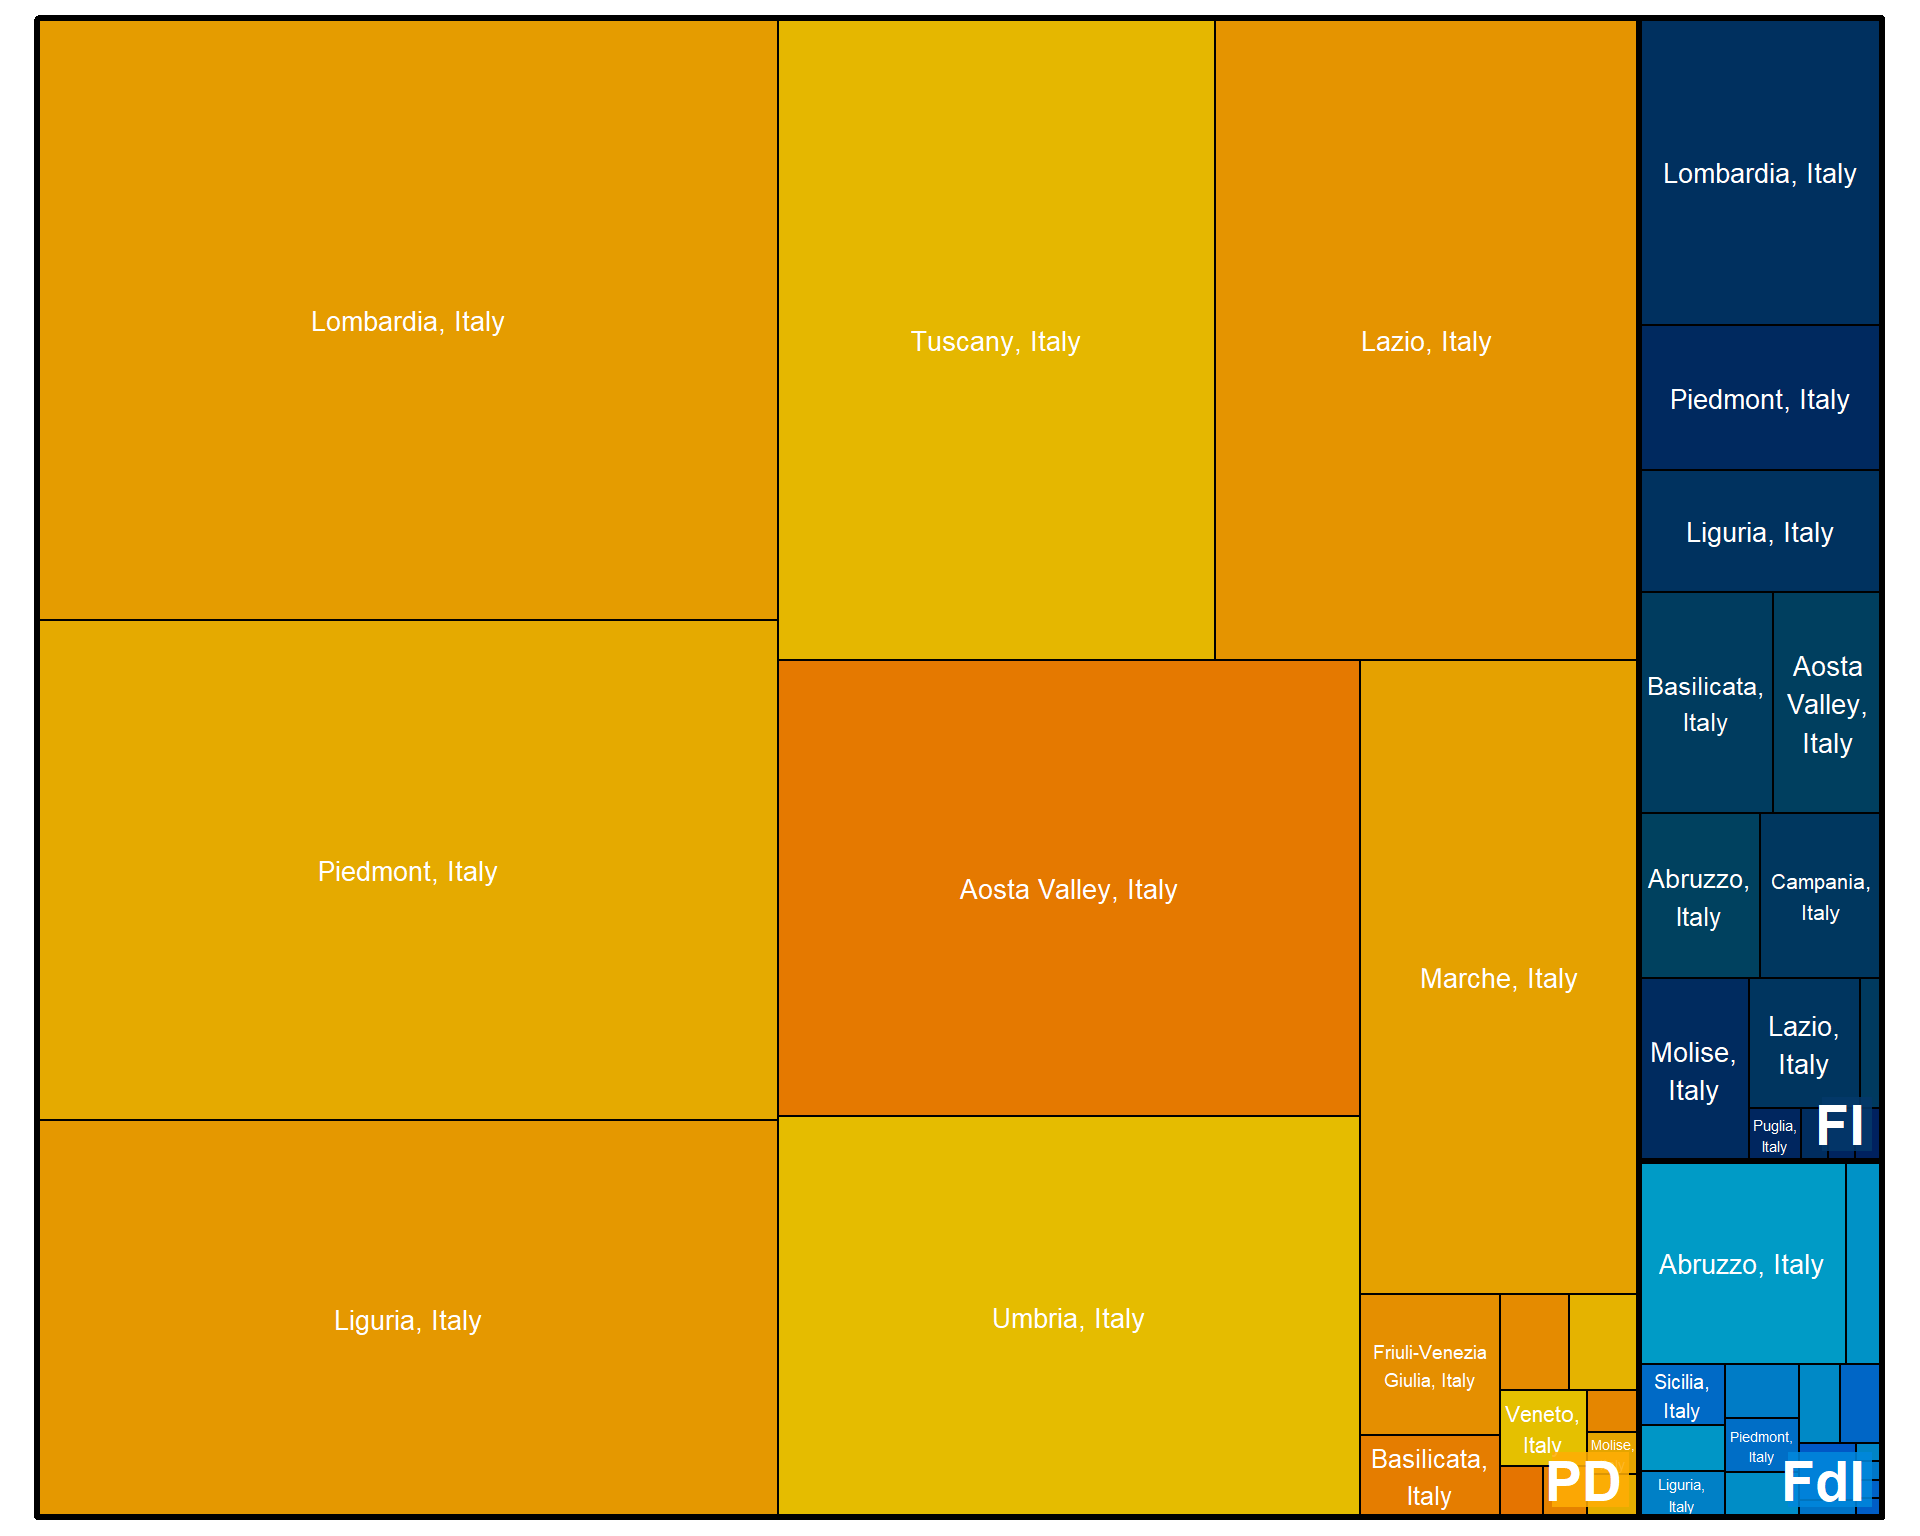 Lombardia, Italy
Piedmont, Italy
Liguria, Italy
Tuscany, Italy
Lazio, Italy
Aosta Valley, Italy
Umbria, Italy
Marche, Italy
Friuli-Venezia
Giulia, Italy
Basilicata,
Italy
Veneto,
Italy
Molise,
PD
Lombardia, Italy
Piedmont, Italy
Liguria, Italy
Basilicata,
Italy
Aosta
Valley,
Italy
Abruzzo,
Italy
Campania,
Italy
Molise,
Italy
Lazio,
Italy
Puglia,
Italy
FI
Abruzzo, Italy
Sicilia,
Italy
Piedmont,
Italy
Liguria,
Italy
FdI